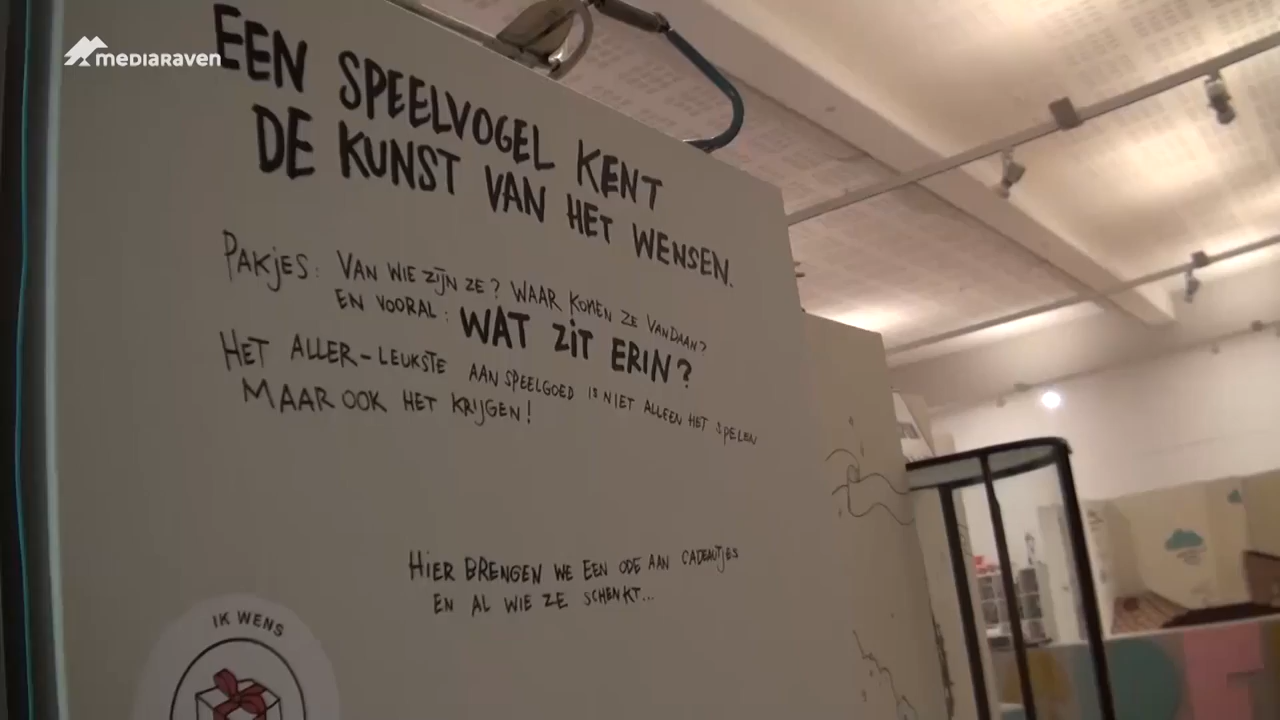 mediaraven
EEN SPEELVOGEL KENT
DE KUNST VAN HET WENSEN.
PAKJES: VAN WIE ZIJN ZE? WAAR KOMEN ZE VANDAAN?
EN VOORAL: WAT ZIT ERIN?
HET ALLER-LEUKSTE AAN SPEELGOED IS NIET ALLEEN HET SPELEN
MAAR OOK HET KRIJGEN!
HIER BRENGEN WE EEN ODE AAN CADEAUTJES
EN AL WIE ZE SCHENKT...
IK WENS